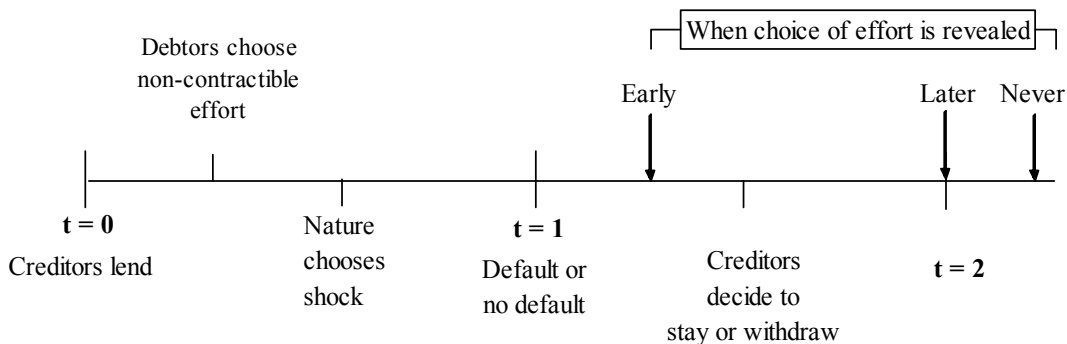 When choice of effort is revealed
Debtors choose
non-contractible
effort
Early
Later
Never
t = 0
Creditors lend
Nature
chooses
shock
t = 1
Default or
no default
Creditors
decide to
stay or withdraw
t = 2